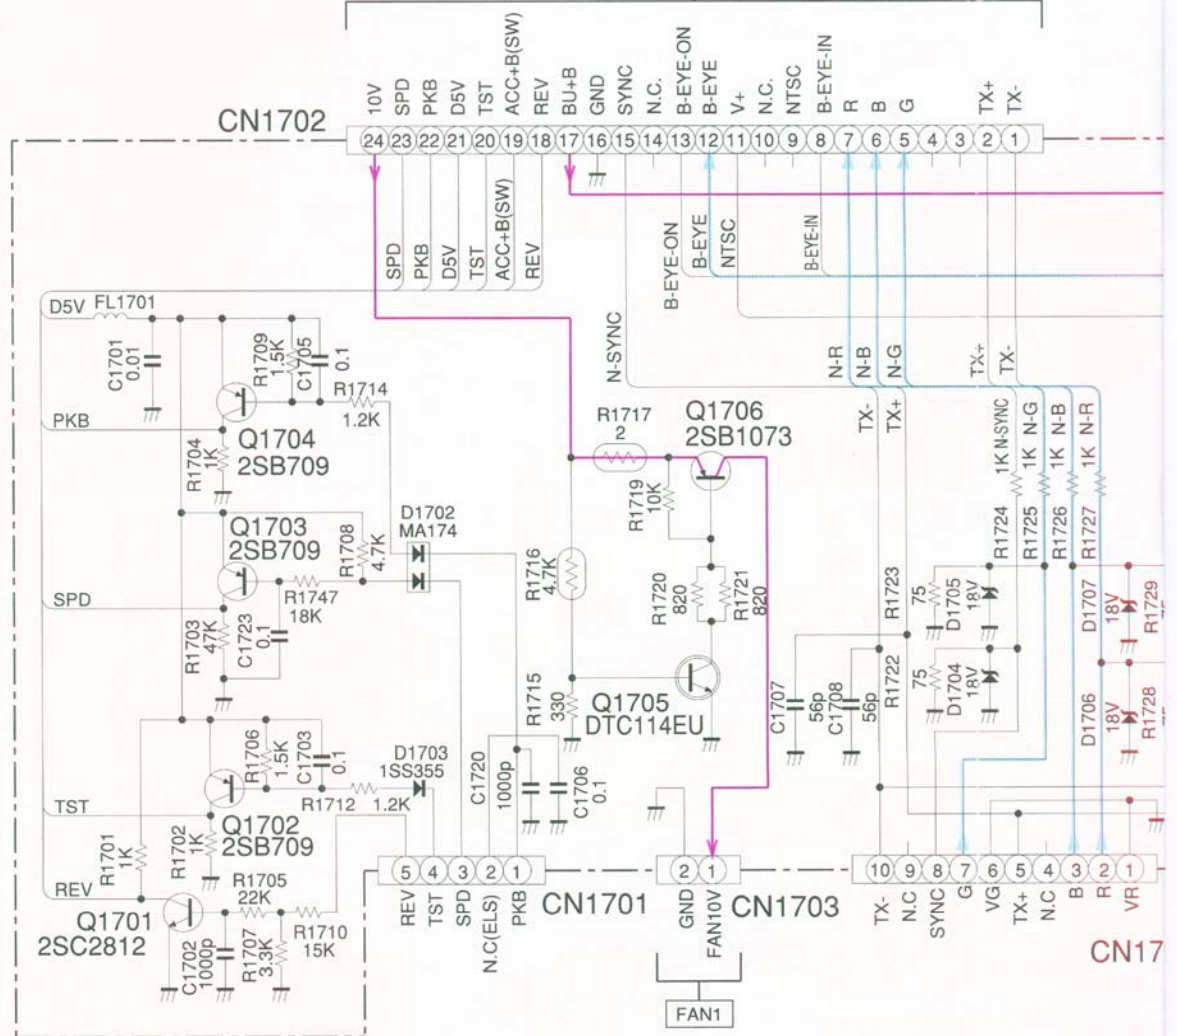 10V
SPD
PKB
D5V
TST
ACC+B(SW)
REV
BU+B
GND
SYNC
N.C.
B-EYE-ON
B-EYE
V+
N.C.
NTSC
B-EYE-IN
R
B
G
TX+
TX-
CN1702
24 23 22 21 20 19 18 17 16 15 14 13 12 11 10 9 8 7 6 5 4 3 2 1
SPD
PKB
D5V
TST
ACC+B(SW)
REV
B-EYE-ON
B-EYE
NTSC
B-EYE-IN
D5V
FL1701
C1701
0.01
R1709
1.5K
C1705
0.1
R1714
1.2K
N-SYNC
N-R
N-B
N-G
TX+
TX-
TX-
TX+
PKB
R1704
1K
Q1704
2SB709
R1717
2
Q1706
2SB1073
R1719
10K
1K N-SYNC
1K N-G
1K N-B
1K N-R
R1724
R1725
R1726
R1727
Q1703
2SB709
R1708
4.7K
D1702
MA174
R1716
4.7K
R1720
820
R1721
820
R1723
75
D1705
18V
D1707
18V
R1729
SPD
R1747
18K
R1703
47K
C1723
0.1
R1715
330
Q1705
DTC114EU
C1707
56p
C1708
56p
R1722
75
D1704
18V
D1706
18V
R1728
R1706
1.5K
C1703
0.1
D1703
1SS355
C1720
1000p
C1706
0.1
R1712
1.2K
TST
Q1702
2SB709
R1701
1K
R1702
1K
REV
Q1701
2SC2812
R1705
22K
R1710
15K
C1702
1000p
R1707
3.3K
5 4 3 2 1
REV
TST
SPD
N.C(ELS)
PKB
CN1701
2 1
GND
FAN10V
CN1703
FAN1
10 9 8 7 6 5 4 3 2 1
TX-
N.C
SYNC
G
VG
TX+
N.C
B
R
VR
CN17